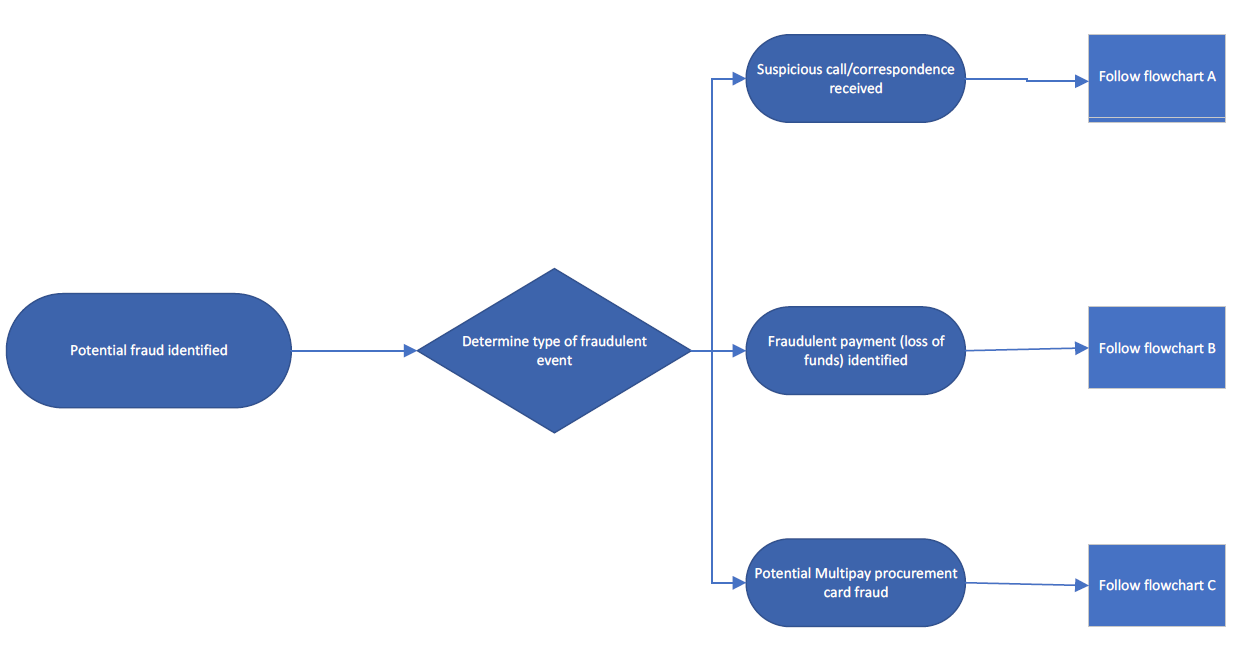 Potential fraud identified
Determine type of fraudulent
event
Suspicious call/correspondence
received
Follow flowchart A
Fraudulent payment (loss of
funds) identified
Follow flowchart B
Potential Multipay procurement
card fraud
Follow flowchart C